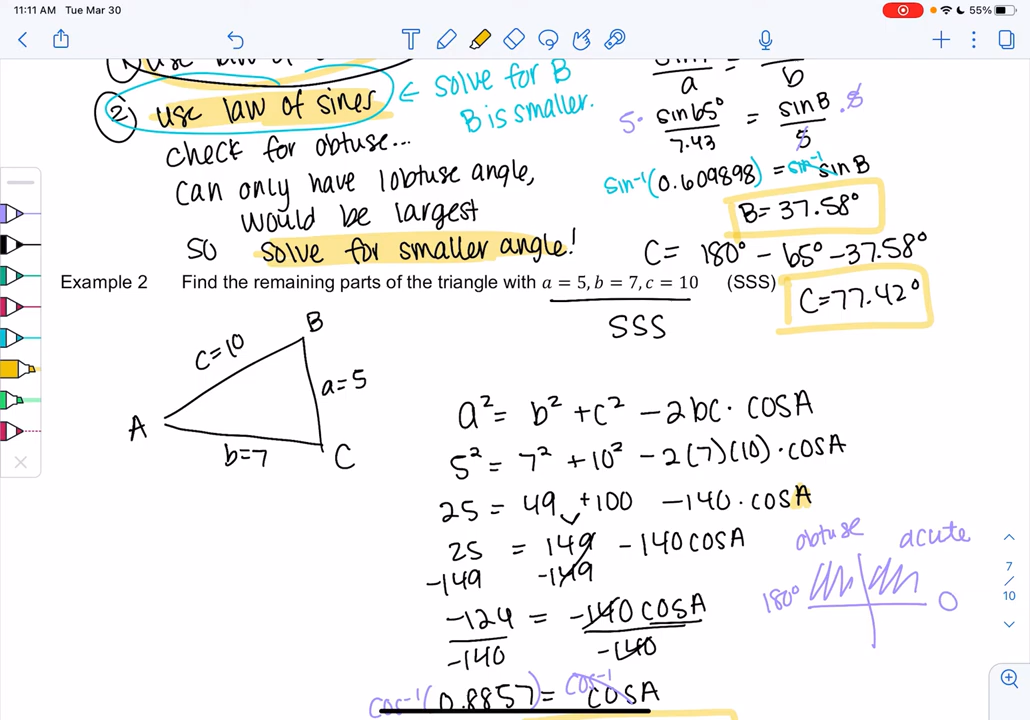 11:11 AM Tue Mar 30
55%
② use law of sines
← solve for B
B is smaller.
check for obtuse...
can only have 1 obtuse angle,
would be largest
so solve for smaller angle!
a = b
5 · sin65° / 7.43 = sinB / 5 · 5
sin⁻¹(0.609898) = sin⁻¹ sinB
B = 37.58°
C = 180° - 65° - 37.58°
C = 77.42°
Example 2 Find the remaining parts of the triangle with a = 5, b = 7, c = 10 (SSS)
SSS
B
c=10
a=5
A
b=7
C
a² = b² + c² - 2bc · cosA
5² = 7² + 10² - 2(7)(10) · cosA
25 = 49 + 100 - 140 · cosA
25 = 149 - 140cosA
-149 -149
-124 = -140 cosA
-140 -140
cos⁻¹(0.8857) = cos⁻¹ cosA
obtuse acute
180° 0
7
/
10